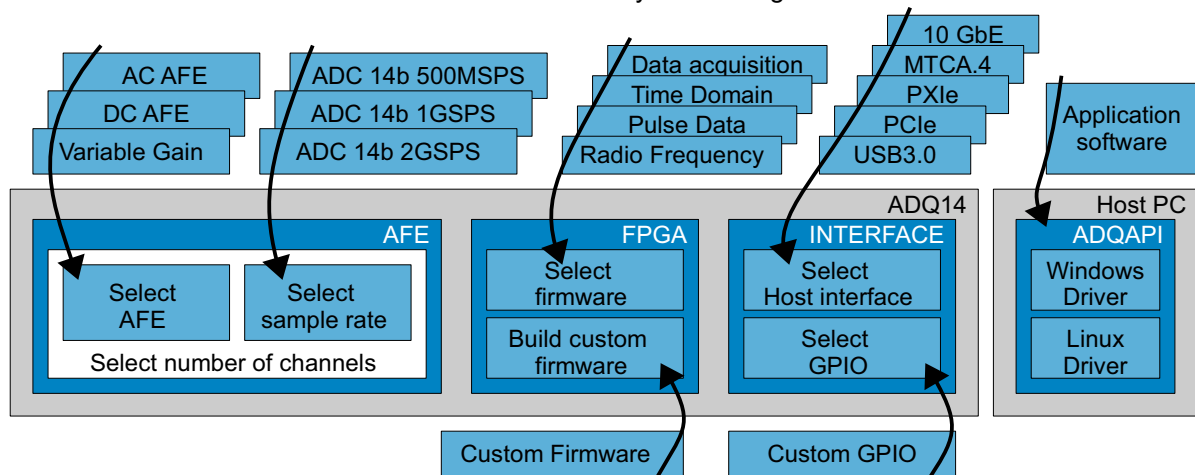 AC AFE
DC AFE
Variable Gain
ADC 14b 500MSPS
ADC 14b 1GSPS
ADC 14b 2GSPS
Data acquisition
Time Domain
Pulse Data
Radio Frequency
10 GbE
MTCA.4
PXIe
PCIe
USB3.0
Application
software
ADQ14
AFE
Select
AFE
Select
sample rate
Select number of channels
FPGA
Select
firmware
Build custom
firmware
INTERFACE
Select
Host interface
Select
GPIO
Host PC
ADQAPI
Windows
Driver
Linux
Driver
Custom Firmware
Custom GPIO